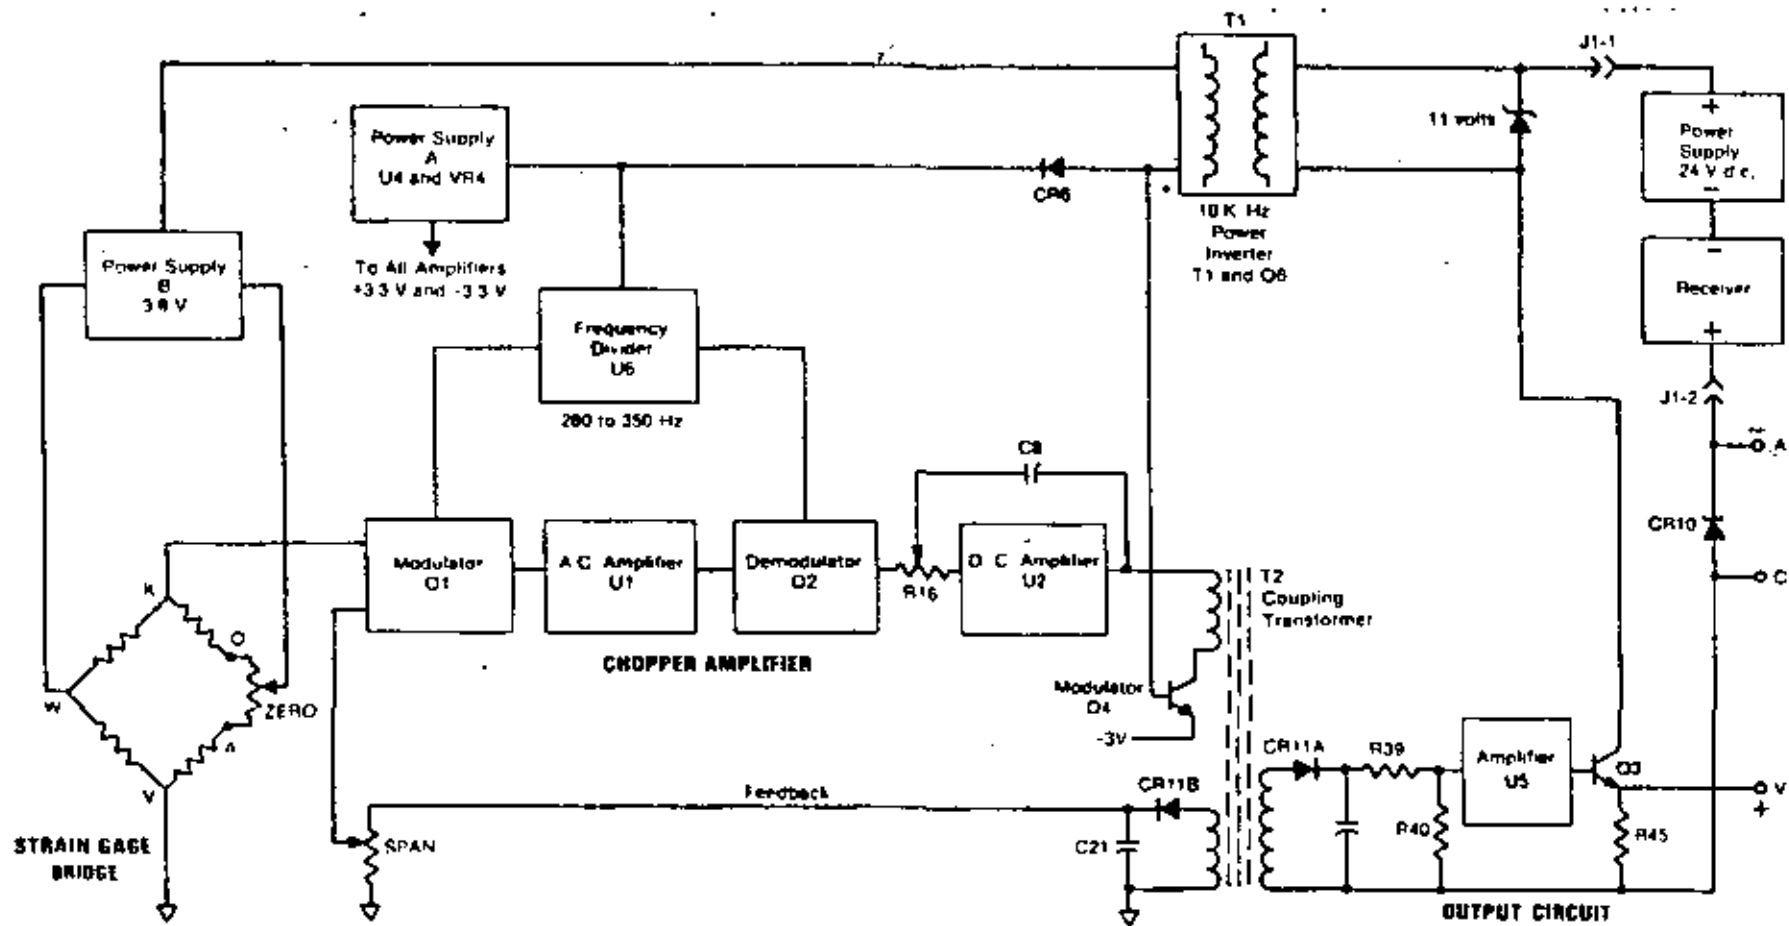 T1
J1-1
Power Supply
A
U4 and VR4
11 volts
+
Power
Supply
24 V d c.
−
CR6
10 K Hz
Power
Inverter
T1 and Q6
To All Amplifiers
+3.3 V and -3.3 V
Power Supply
B
3.8 V
−
Receiver
+
Frequency
Divider
U6
280 to 350 Hz
J1-2
A
C8
CR10
Modulator
Q1
A C Amplifier
U1
Demodulator
Q2
R16
D C Amplifier
U2
T2
Coupling
Transformer
C
K
O
CHOPPER AMPLIFIER
W
ZERO
Modulator
Q4
-3V
A
V
CR11A
R39
Amplifier
U5
Q3
V
+
Feedback
CR11B
STRAIN GAGE
BRIDGE
SPAN
C21
R40
R45
OUTPUT CIRCUIT